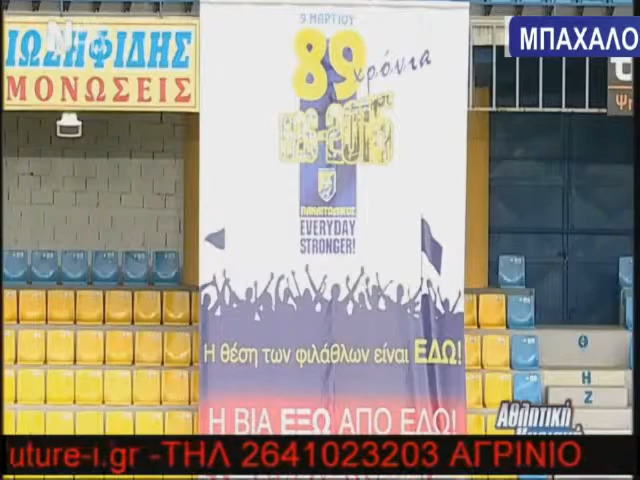 ΙΩΣΗΦΙΔΗΣ
ΜΟΝΩΣΕΙΣ
9 ΜΑΡΤΙΟΥ
89 χρόνια
ΠΑΝΑΙΤΩΛΙΚΟΣ
EVERYDAY
STRONGER!
Η θέση των φιλάθλων είναι ΕΔΩ!
Η ΒΙΑ ΕΞΩ ΑΠΟ ΕΔΩ!
ΜΠΑΧΑΛΟ
Θ
Η
Ζ
Αθλητική
uture-i.gr -ΤΗΛ 2641023203 ΑΓΡΙΝΙΟ